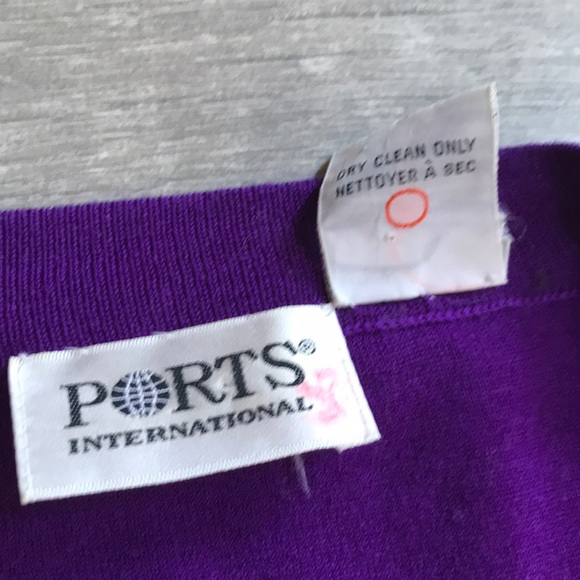 DRY CLEAN ONLY
NETTOYER À SEC
PORTS®
INTERNATIONAL